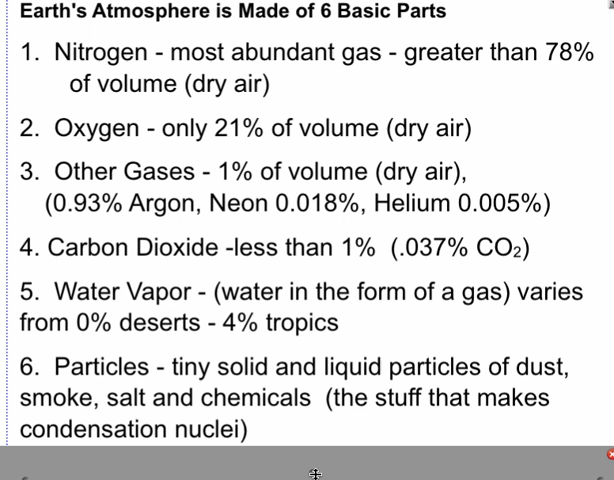 Earth's Atmosphere is Made of 6 Basic Parts
1. Nitrogen - most abundant gas - greater than 78%
of volume (dry air)
2. Oxygen - only 21% of volume (dry air)
3. Other Gases - 1% of volume (dry air),
(0.93% Argon, Neon 0.018%, Helium 0.005%)
4. Carbon Dioxide -less than 1% (.037% CO₂)
5. Water Vapor - (water in the form of a gas) varies
from 0% deserts - 4% tropics
6. Particles - tiny solid and liquid particles of dust,
smoke, salt and chemicals (the stuff that makes
condensation nuclei)